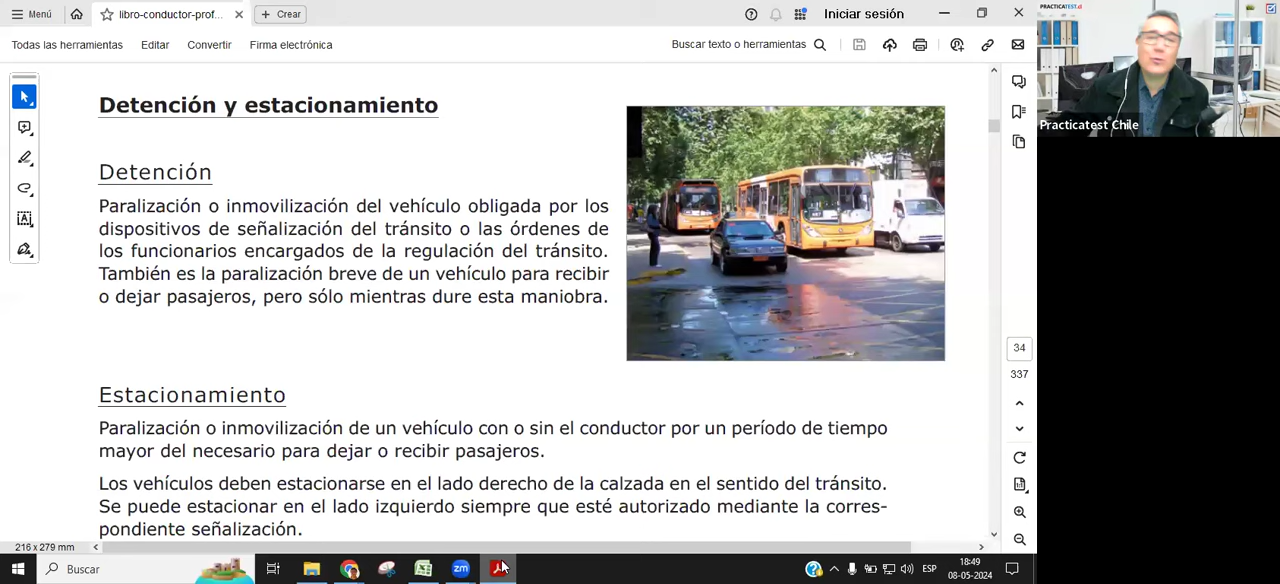 Menú
libro-conductor-prof...
Crear
Iniciar sesión
Todas las herramientas
Editar
Convertir
Firma electrónica
Buscar texto o herramientas
PRACTICATEST.cl
Practicatest Chile
Detención y estacionamiento
Detención
Paralización o inmovilización del vehículo obligada por los
dispositivos de señalización del tránsito o las órdenes de
los funcionarios encargados de la regulación del tránsito.
También es la paralización breve de un vehículo para recibir
o dejar pasajeros, pero sólo mientras dure esta maniobra.
Estacionamiento
Paralización o inmovilización de un vehículo con o sin el conductor por un período de tiempo
mayor del necesario para dejar o recibir pasajeros.
Los vehículos deben estacionarse en el lado derecho de la calzada en el sentido del tránsito.
Se puede estacionar en el lado izquierdo siempre que esté autorizado mediante la corres-
pondiente señalización.
34
337
216 x 279 mm
Buscar
zm
ESP
18:49
08-05-2024